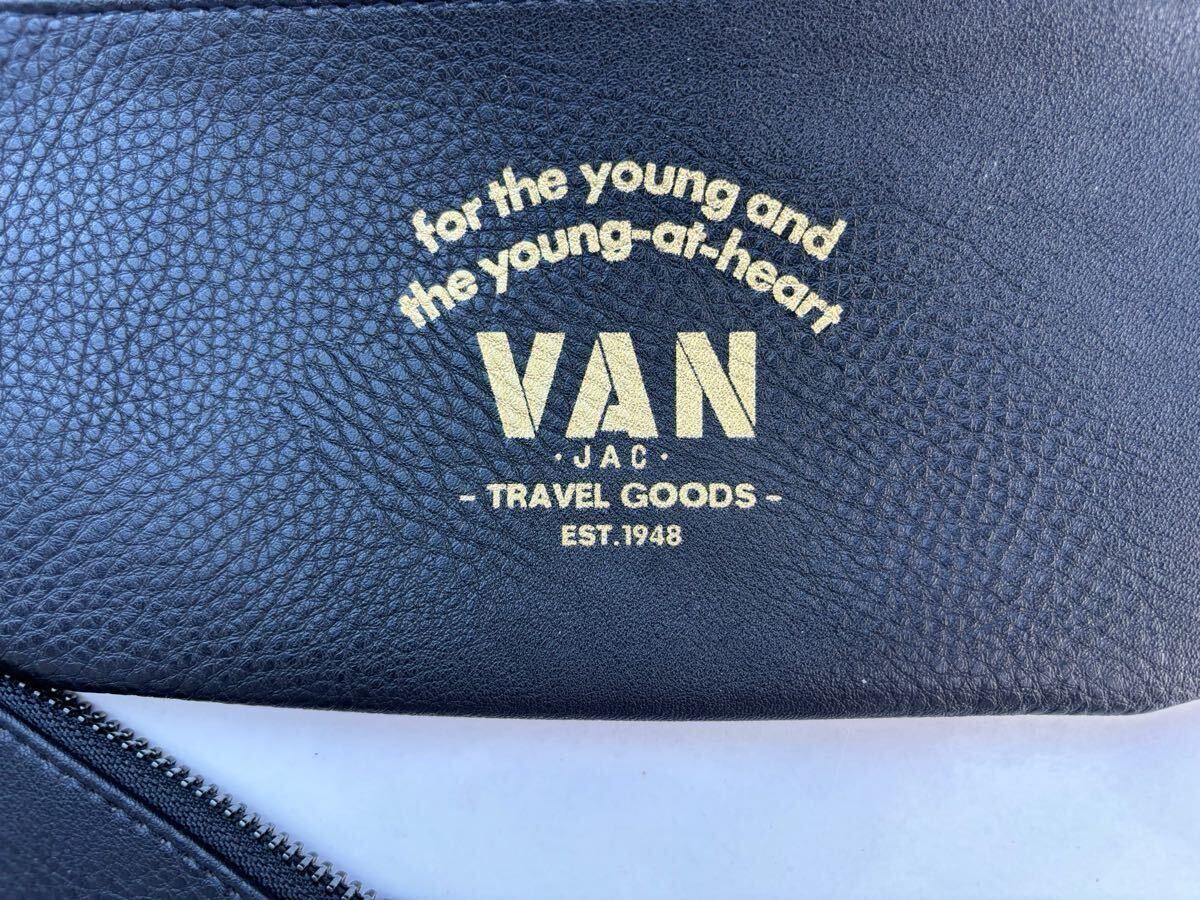 for the young and
the young-at-heart
VAN
·JAC·
- TRAVEL GOODS -
EST.1948